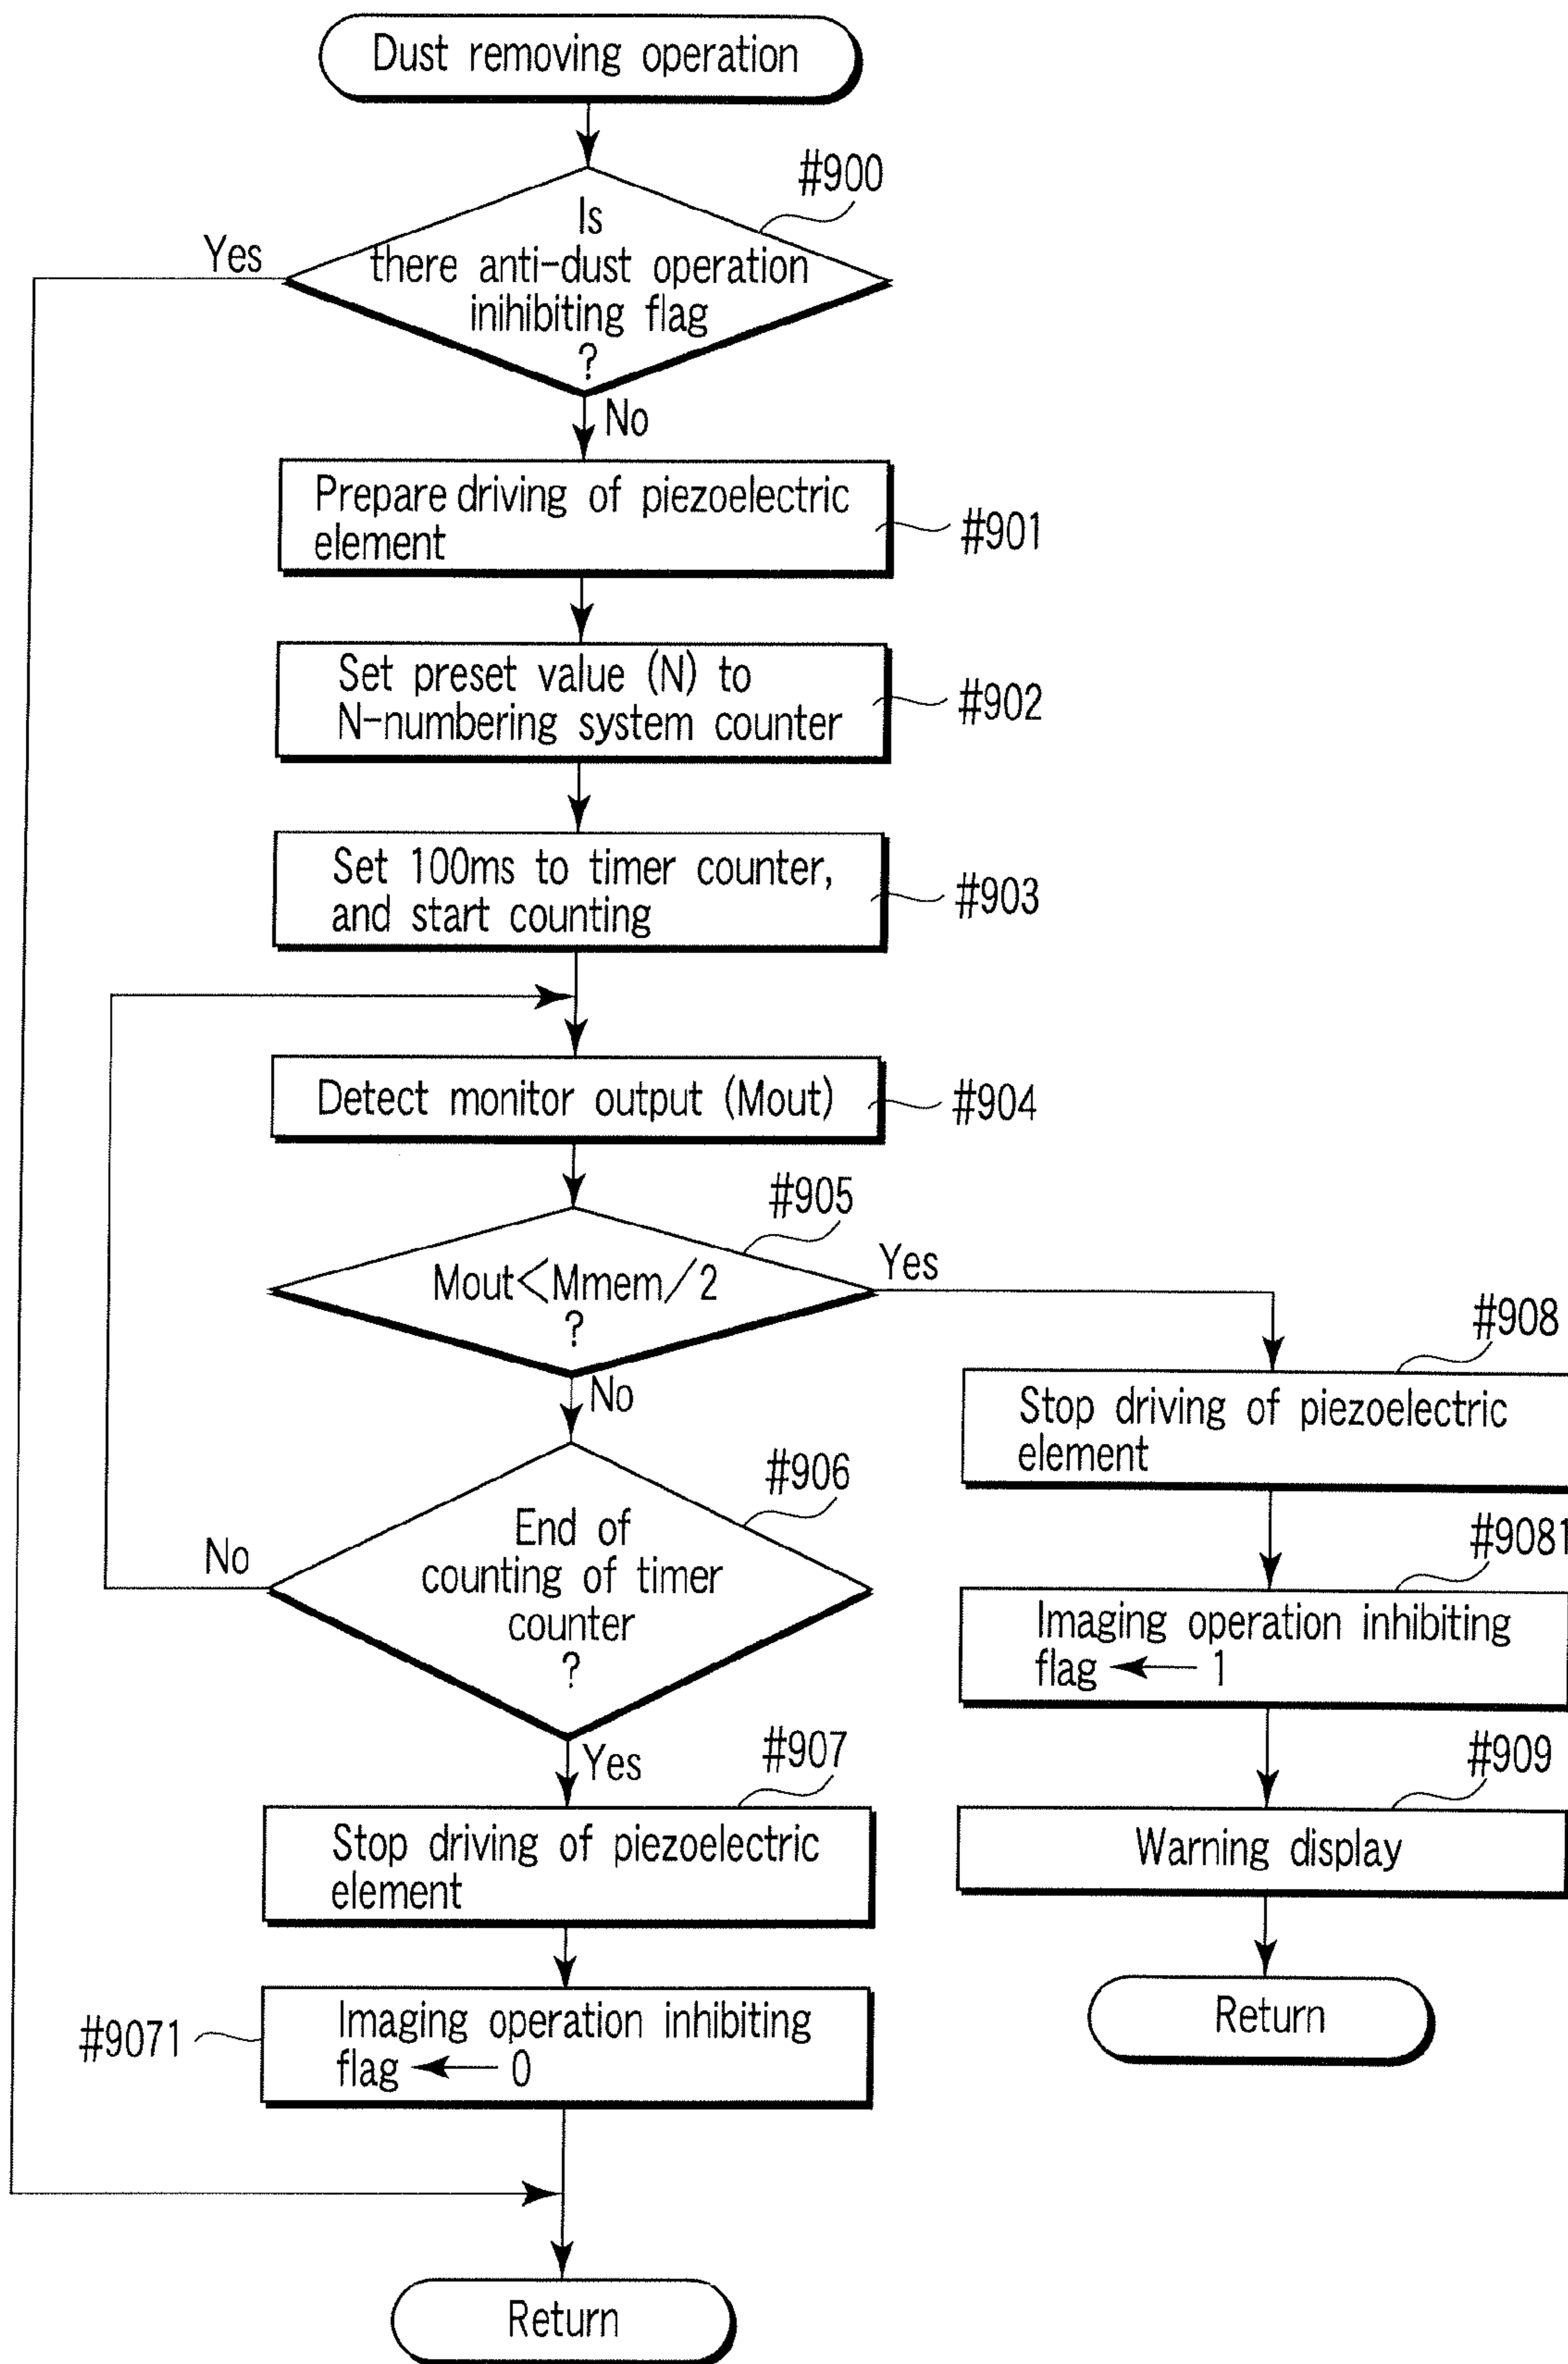 Dust removing operation
#900
Is
there anti-dust operation
inihibiting flag
?
Yes
No
Prepare driving of piezoelectric
element
#901
Set preset value (N) to
N-numbering system counter
#902
Set 100ms to timer counter,
and start counting
#903
Detect monitor output (Mout)
#904
#905
Mout<Mmem/2
?
Yes
No
#906
End of
counting of timer
counter
?
No
Yes
#907
Stop driving of piezoelectric
element
#9071
Imaging operation inhibiting
flag ← 0
Return
#908
Stop driving of piezoelectric
element
#9081
Imaging operation inhibiting
flag ← 1
#909
Warning display
Return